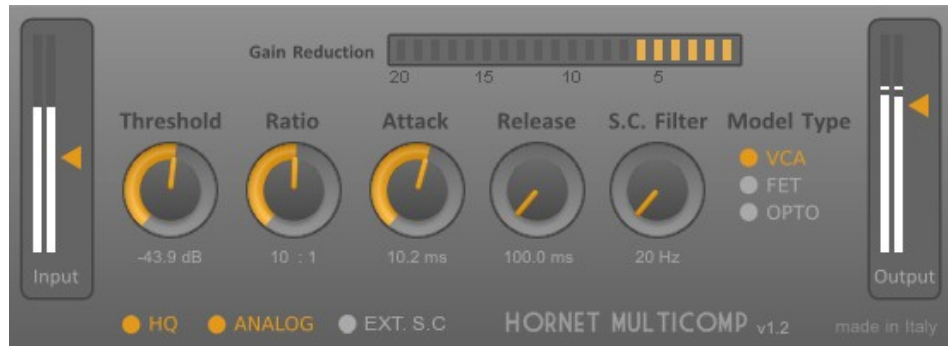 Gain Reduction
20 15 10 5
Threshold Ratio Attack Release S.C. Filter Model Type
VCA
FET
OPTO
-43.9 dB 10 : 1 10.2 ms 100.0 ms 20 Hz
Input
Output
HQ ANALOG EXT. S.C HORNET MULTICOMP v1.2 made in Italy